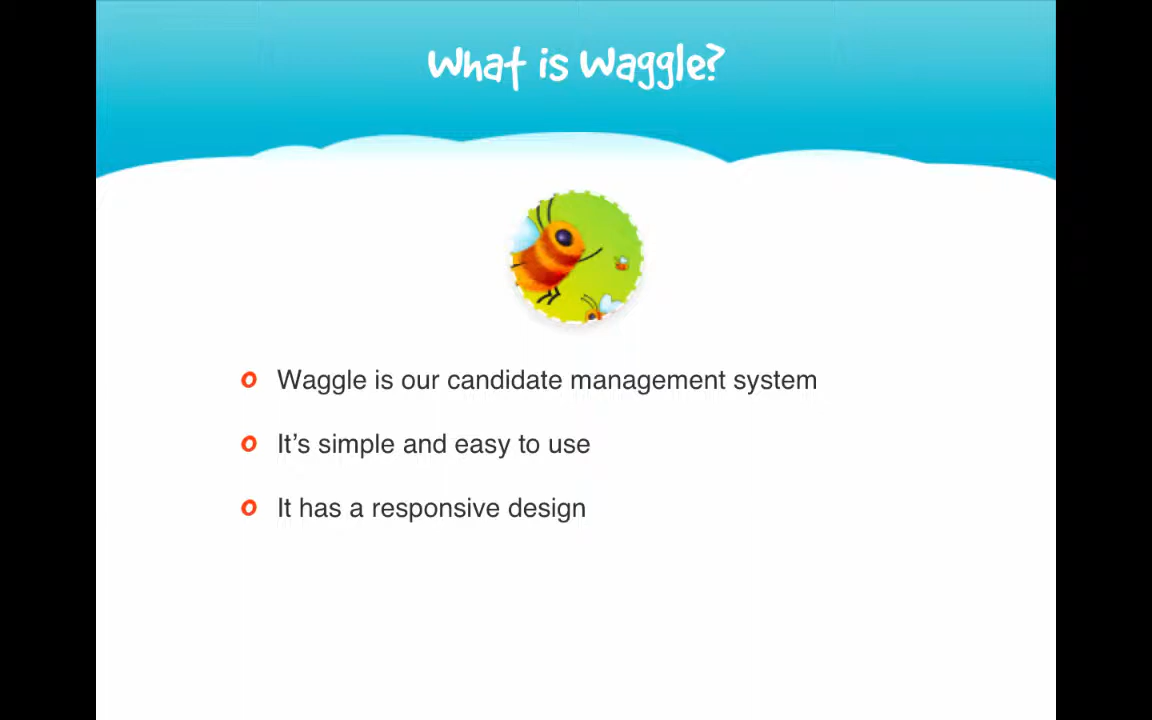 What is Waggle?
Waggle is our candidate management system
It’s simple and easy to use
It has a responsive design